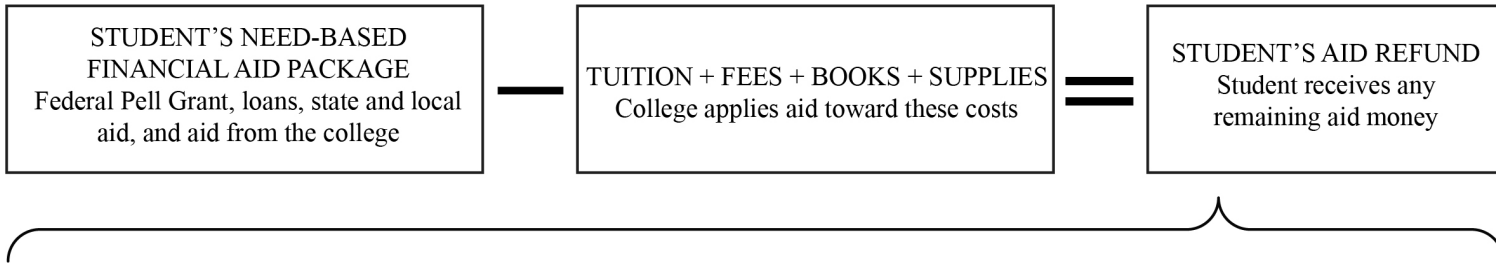 STUDENT’S NEED-BASED
FINANCIAL AID PACKAGE
Federal Pell Grant, loans, state and local
aid, and aid from the college
TUITION + FEES + BOOKS + SUPPLIES
College applies aid toward these costs
STUDENT’S AID REFUND
Student receives any
remaining aid money